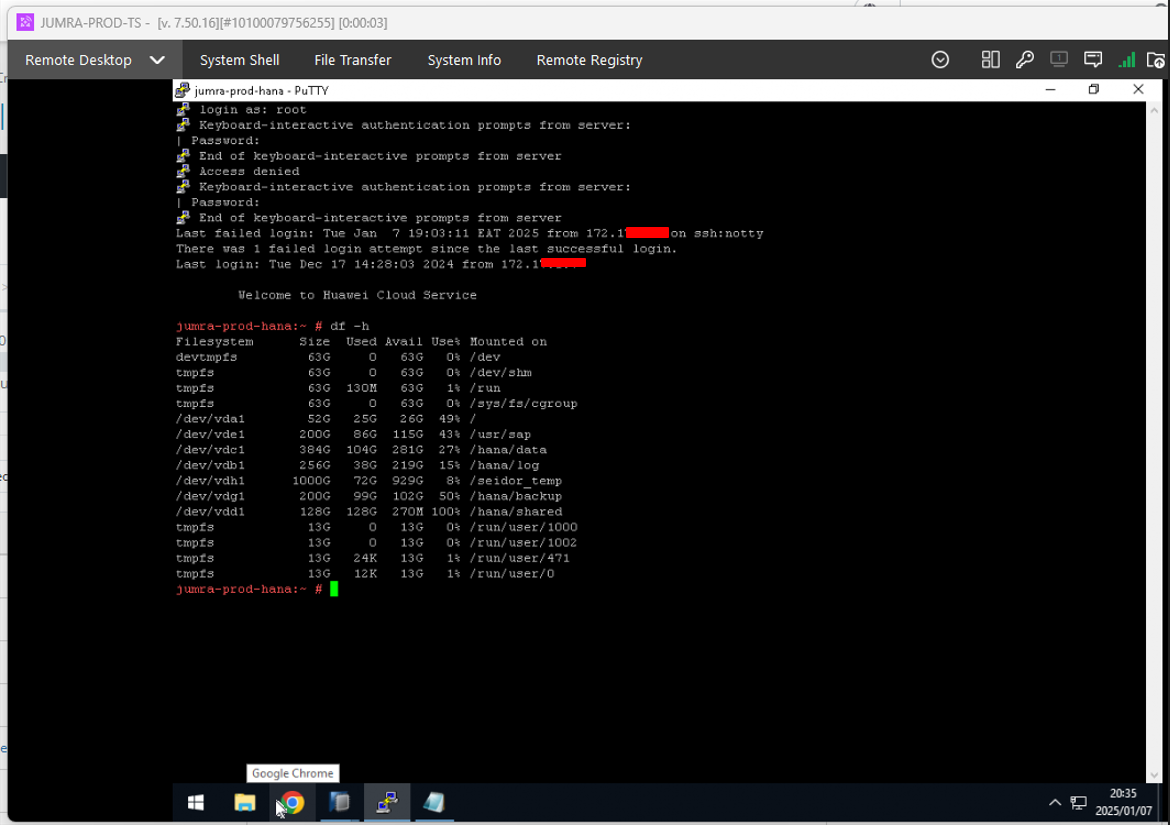 JUMRA-PROD-TS - [v. 7.50.16][#10100079756255] [0:00:03]
Remote Desktop System Shell File Transfer System Info Remote Registry
jumra-prod-hana - PuTTY
login as: root
Keyboard-interactive authentication prompts from server:
| Password:
End of keyboard-interactive prompts from server
Access denied
Keyboard-interactive authentication prompts from server:
| Password:
End of keyboard-interactive prompts from server
Last failed login: Tue Jan  7 19:03:11 EAT 2025 from 172.1 on ssh:notty
There was 1 failed login attempt since the last successful login.
Last login: Tue Dec 17 14:28:03 2024 from 172.1
Welcome to Huawei Cloud Service
jumra-prod-hana:~ # df -h
Filesystem Size Used Avail Use% Mounted on
devtmpfs 63G 0 63G 0% /dev
tmpfs 63G 0 63G 0% /dev/shm
tmpfs 63G 130M 63G 1% /run
tmpfs 63G 0 63G 0% /sys/fs/cgroup
/dev/vda1 52G 25G 26G 49% /
/dev/vde1 200G 86G 115G 43% /usr/sap
/dev/vdc1 384G 104G 281G 27% /hana/data
/dev/vdb1 256G 38G 219G 15% /hana/log
/dev/vdh1 1000G 72G 929G 8% /seidor_temp
/dev/vdg1 200G 99G 102G 50% /hana/backup
/dev/vdd1 128G 128G 270M 100% /hana/shared
tmpfs 13G 0 13G 0% /run/user/1000
tmpfs 13G 0 13G 0% /run/user/1002
tmpfs 13G 24K 13G 1% /run/user/471
tmpfs 13G 12K 13G 1% /run/user/0
jumra-prod-hana:~ #
Google Chrome
20:35
2025/01/07